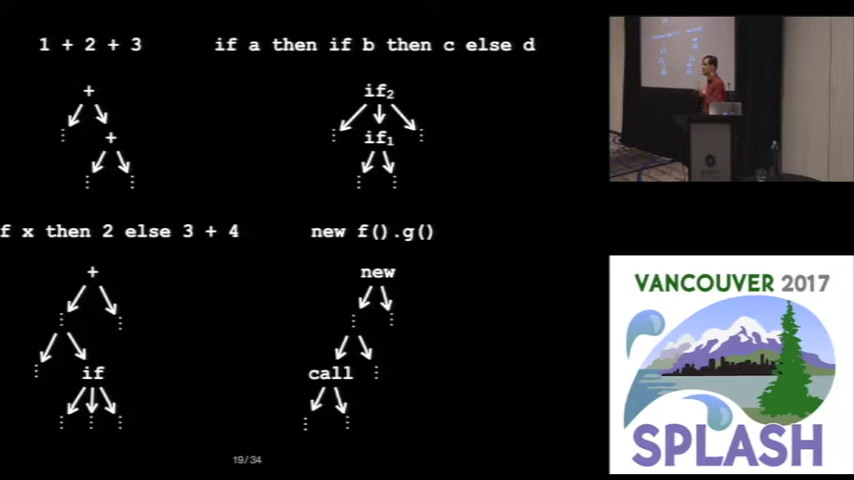 1 + 2 + 3
if a then if b then c else d
+
+
if₂
if₁
f x then 2 else 3 + 4
new f().g()
+
if
new
call
19/34
VANCOUVER 2017
SPLASH